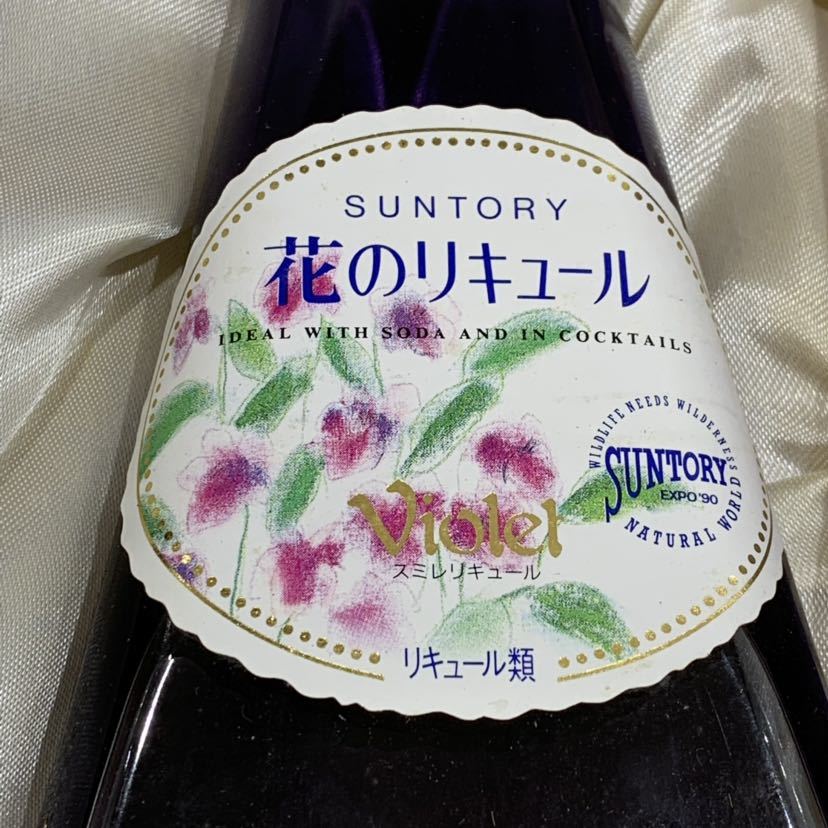 SUNTORY
花のリキュール
IDEAL WITH SODA AND IN COCKTAILS
WILDLIFE NEEDS WILDERNESS
SUNTORY
EXPO '90
NATURAL WORLD
Violet
スミレリキュール
リキュール類